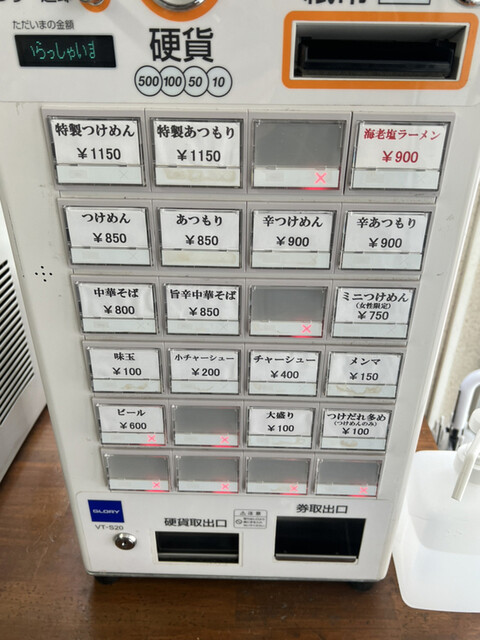 ただいまの金額
いらっしゃいま
硬貨
500 100 50 10
特製つけめん
¥1150
特製あつもり
¥1150
海老塩ラーメン
¥900
つけめん
¥850
あつもり
¥850
辛つけめん
¥900
辛あつもり
¥900
中華そば
¥800
旨辛中華そば
¥850
ミニつけめん
(女性限定)
¥750
味玉
¥100
小チャーシュー
¥200
チャーシュー
¥400
メンマ
¥150
ビール
¥600
大盛り
¥100
つけだれ多め
(つけめんのみ)
¥100
GLORY
VT-S20
硬貨取出口
注意
券取出口